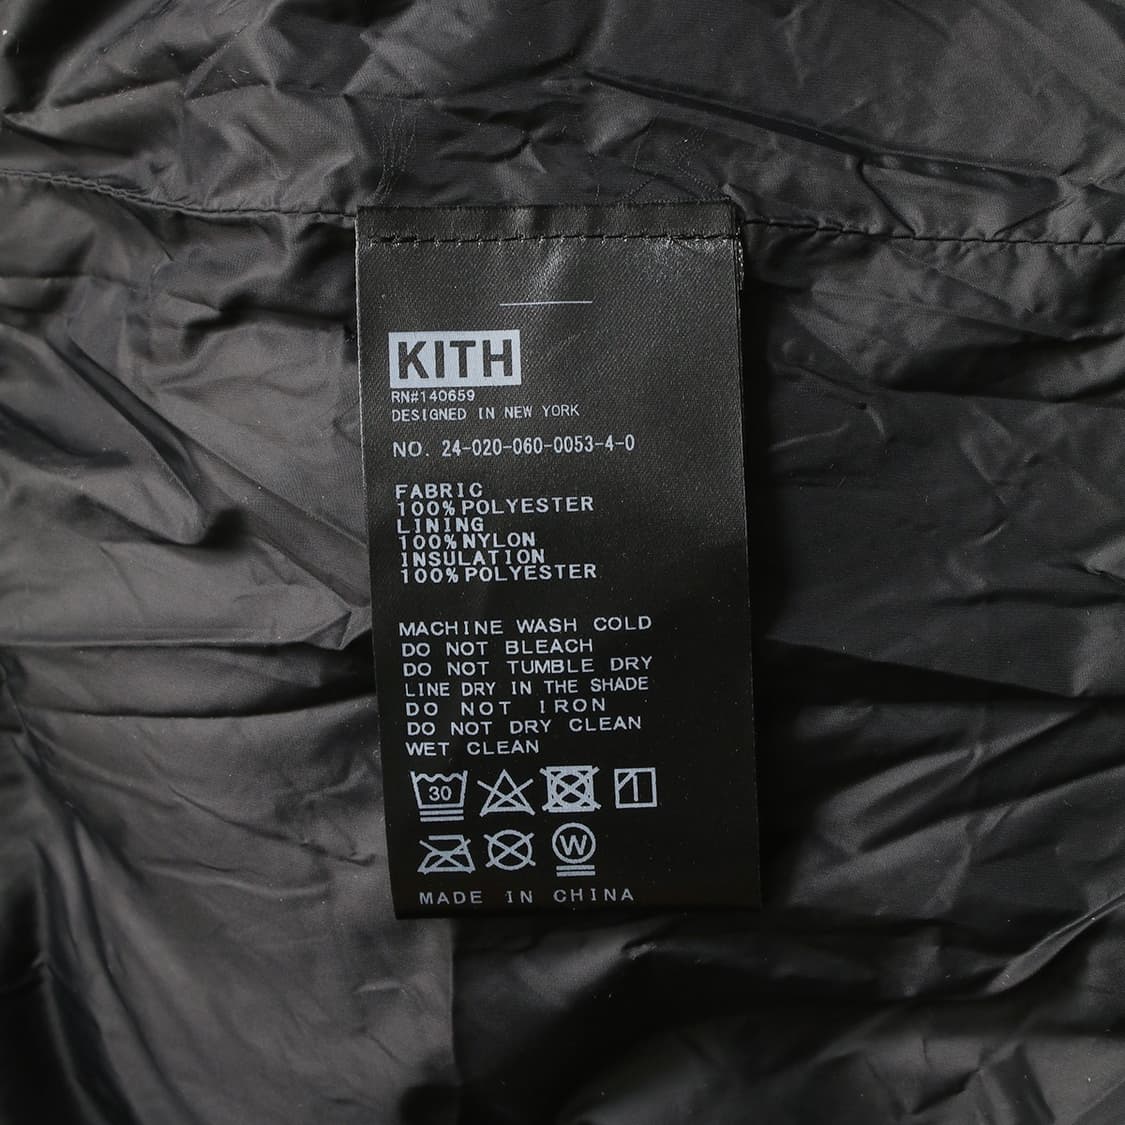 KITH
RN#140659
DESIGNED IN NEW YORK
NO. 24-020-060-0053-4-0
FABRIC
100%POLYESTER
LINING
100%NYLON
INSULATION
100%POLYESTER
MACHINE WASH COLD
DO NOT BLEACH
DO NOT TUMBLE DRY
LINE DRY IN THE SHADE
DO NOT IRON
DO NOT DRY CLEAN
WET CLEAN
30
W
MADE IN CHINA